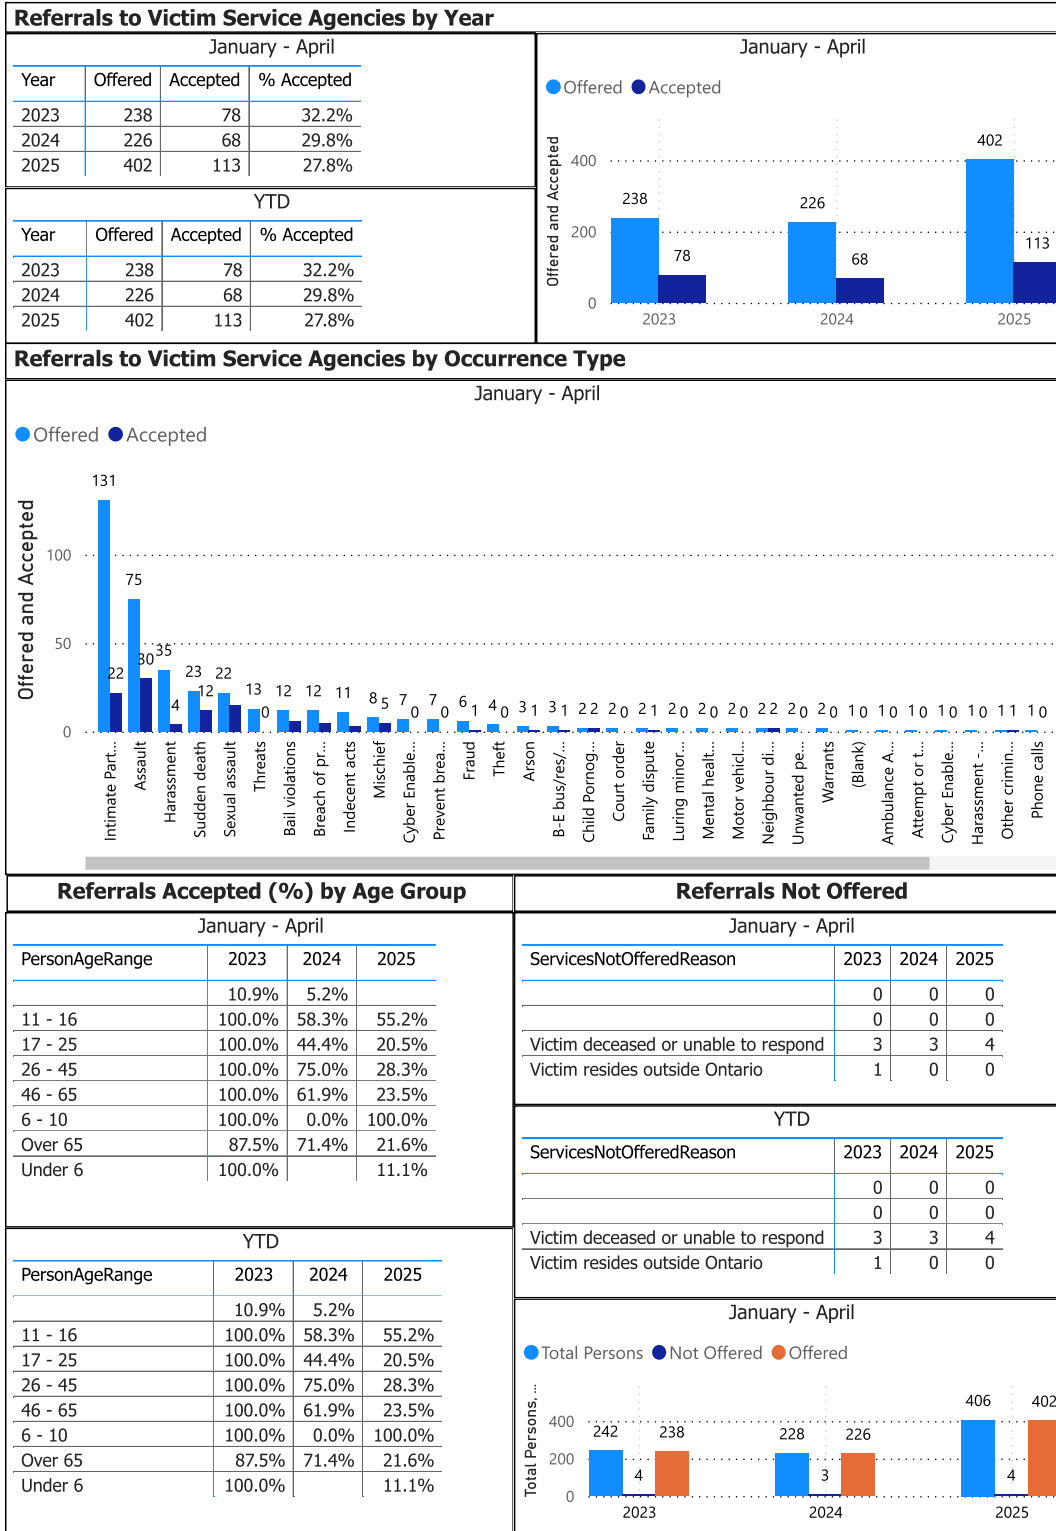 Referrals to Victim Service Agencies by Year
January - April
Year Offered Accepted % Accepted
2023 238 78 32.2%
2024 226 68 29.8%
2025 402 113 27.8%
YTD
Year Offered Accepted % Accepted
2023 238 78 32.2%
2024 226 68 29.8%
2025 402 113 27.8%
January - April
Offered Accepted
Offered and Accepted
400
200
0
238 78
226 68
402 113
2023 2024 2025
Referrals to Victim Service Agencies by Occurrence Type
January - April
Offered Accepted
Offered and Accepted
100
50
0
131 22 75 30 35 4 23 12 22 13 0 12 12 11 8 5 7 0 7 0 6 1 4 0 3 1 3 1 2 2 2 0 2 1 2 0 2 0 2 0 2 2 2 0 2 0 1 0 1 0 1 0 1 0 1 0 1 1 1 0
Intimate Part...
Assault
Harassment
Sudden death
Sexual assault
Threats
Bail violations
Breach of pr...
Indecent acts
Mischief
Cyber Enable...
Prevent brea...
Fraud
Theft
Arson
B-E bus/res/...
Child Pornog...
Court order
Family dispute
Luring minor...
Mental healt...
Motor vehicl...
Neighbour di...
Unwanted pe...
Warrants
(Blank)
Ambulance A...
Attempt or t...
Cyber Enable...
Harassment - ...
Other crimin...
Phone calls
Referrals Accepted (%) by Age Group
January - April
PersonAgeRange 2023 2024 2025
10.9% 5.2%
11 - 16 100.0% 58.3% 55.2%
17 - 25 100.0% 44.4% 20.5%
26 - 45 100.0% 75.0% 28.3%
46 - 65 100.0% 61.9% 23.5%
6 - 10 100.0% 0.0% 100.0%
Over 65 87.5% 71.4% 21.6%
Under 6 100.0% 11.1%
YTD
PersonAgeRange 2023 2024 2025
10.9% 5.2%
11 - 16 100.0% 58.3% 55.2%
17 - 25 100.0% 44.4% 20.5%
26 - 45 100.0% 75.0% 28.3%
46 - 65 100.0% 61.9% 23.5%
6 - 10 100.0% 0.0% 100.0%
Over 65 87.5% 71.4% 21.6%
Under 6 100.0% 11.1%
Referrals Not Offered
January - April
ServicesNotOfferedReason 2023 2024 2025
0 0 0
0 0 0
Victim deceased or unable to respond 3 3 4
Victim resides outside Ontario 1 0 0
YTD
ServicesNotOfferedReason 2023 2024 2025
0 0 0
0 0 0
Victim deceased or unable to respond 3 3 4
Victim resides outside Ontario 1 0 0
January - April
Total Persons Not Offered Offered
Total Persons, ...
400
200
0
242 4 238
228 3 226
406 4 402
2023 2024 2025